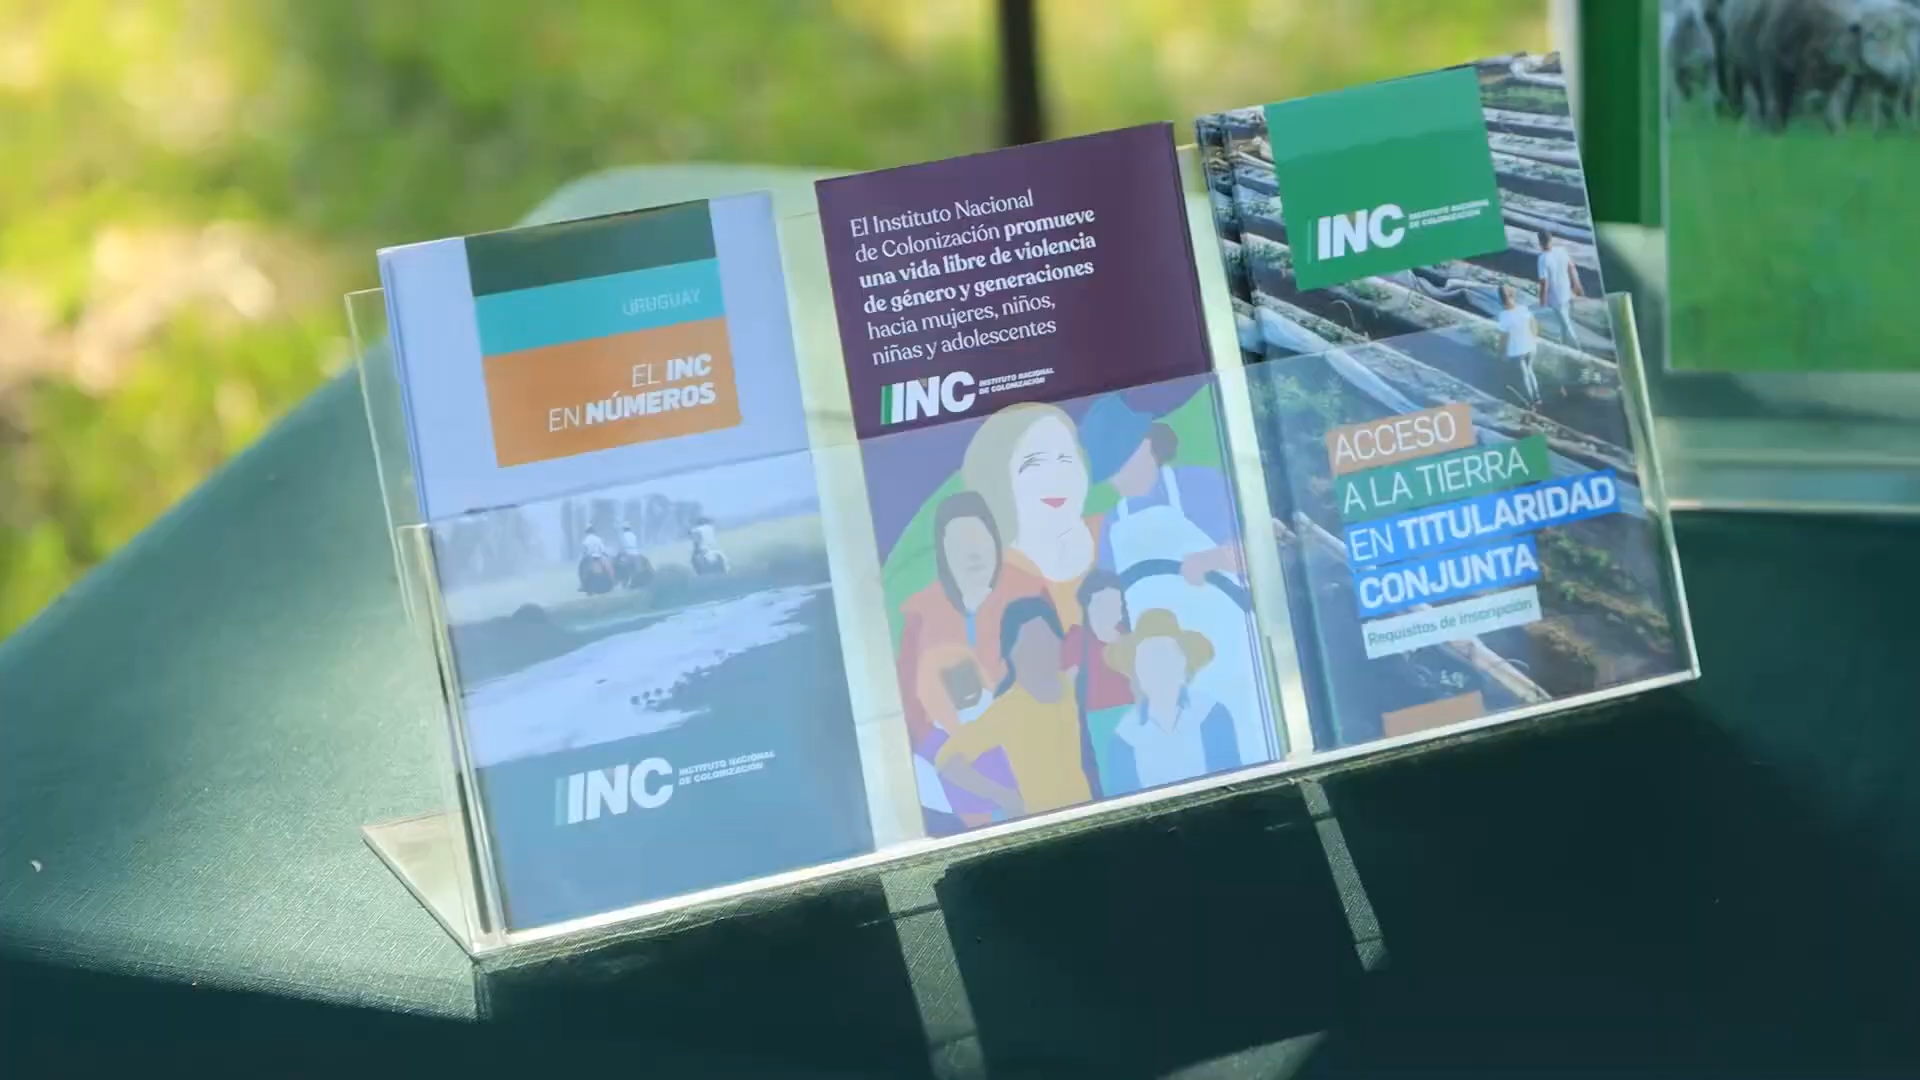 URUGUAY
EL INC
EN NÚMEROS
INC INSTITUTO NACIONAL
DE COLONIZACIÓN
El Instituto Nacional
de Colonización promueve
una vida libre de violencia
de género y generaciones
hacia mujeres, niños,
niñas y adolescentes
INC INSTITUTO NACIONAL
DE COLONIZACIÓN
INC INSTITUTO NACIONAL
DE COLONIZACIÓN
ACCESO
A LA TIERRA
EN TITULARIDAD
CONJUNTA
Requisitos de inscripción